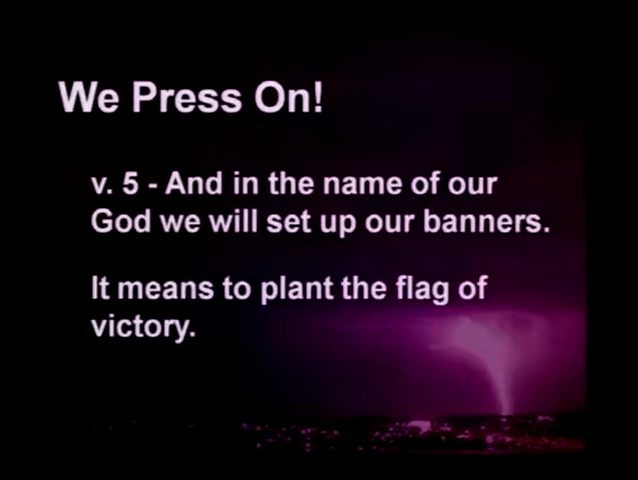 We Press On!
v. 5 - And in the name of our
God we will set up our banners.
It means to plant the flag of
victory.